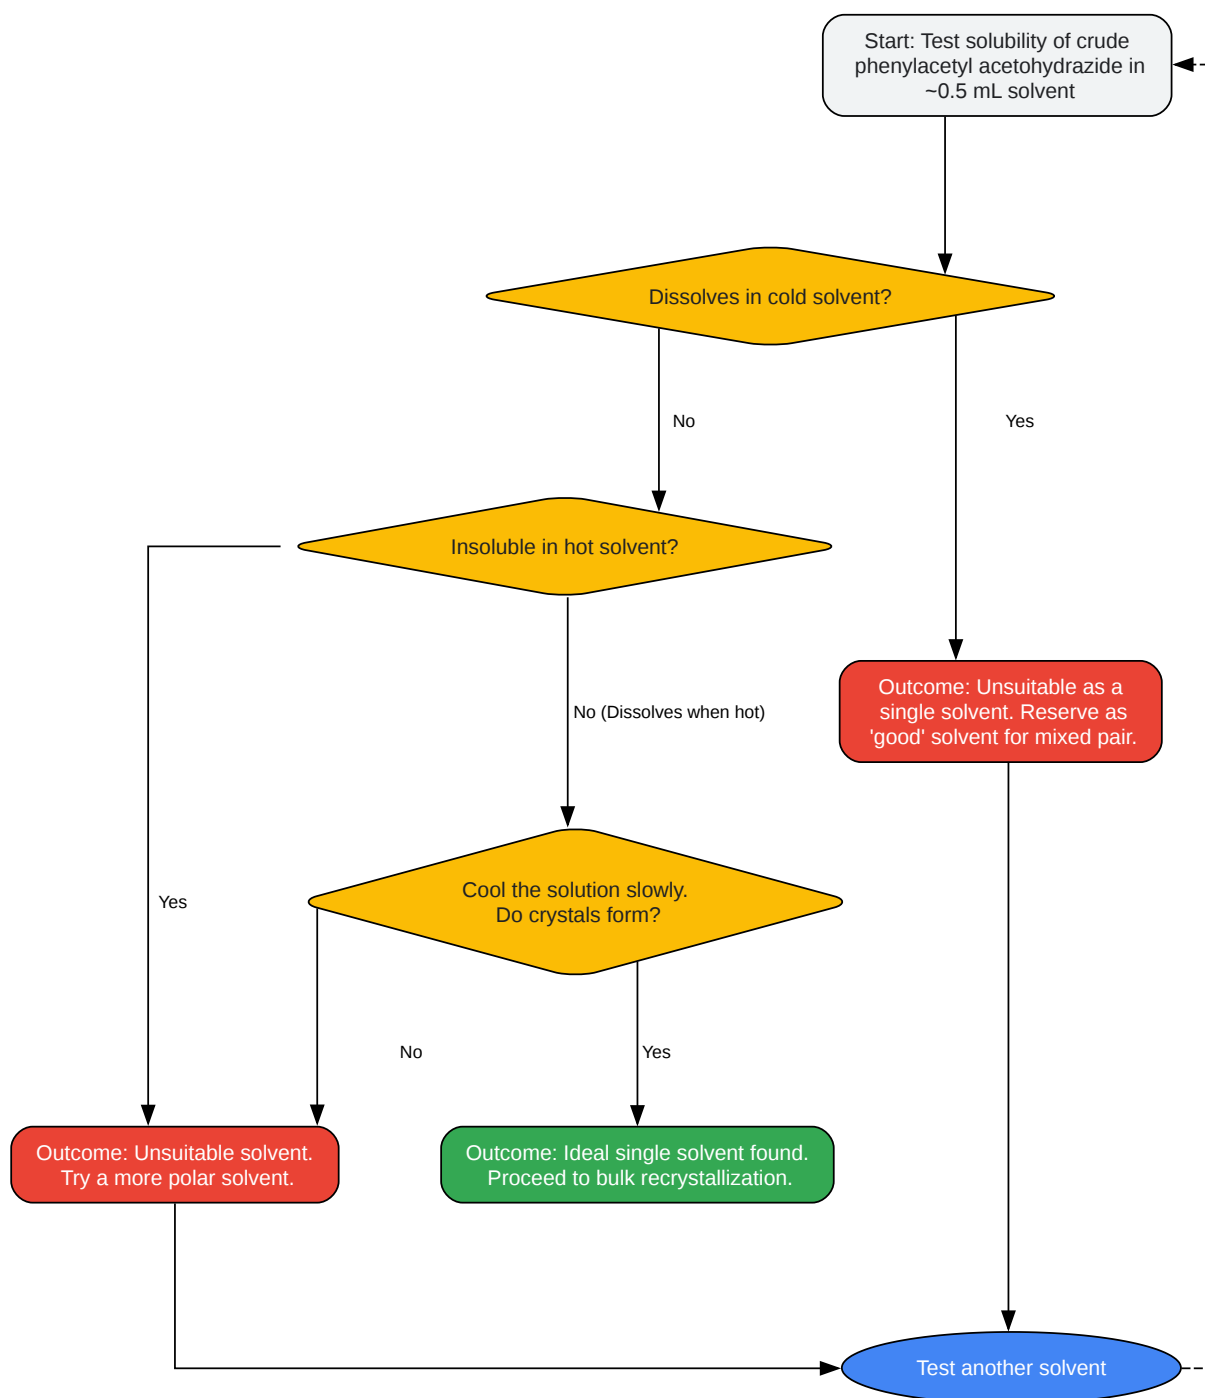 Start: Test solubility of crude
phenylacetyl acetohydrazide in
~0.5 mL solvent
Dissolves in cold solvent?
No
Yes
Insoluble in hot solvent?
Outcome: Unsuitable as a
single solvent. Reserve as
'good' solvent for mixed pair.
No (Dissolves when hot)
Yes
Cool the solution slowly.
Do crystals form?
No
Yes
Outcome: Unsuitable solvent.
Try a more polar solvent.
Outcome: Ideal single solvent found.
Proceed to bulk recrystallization.
Test another solvent